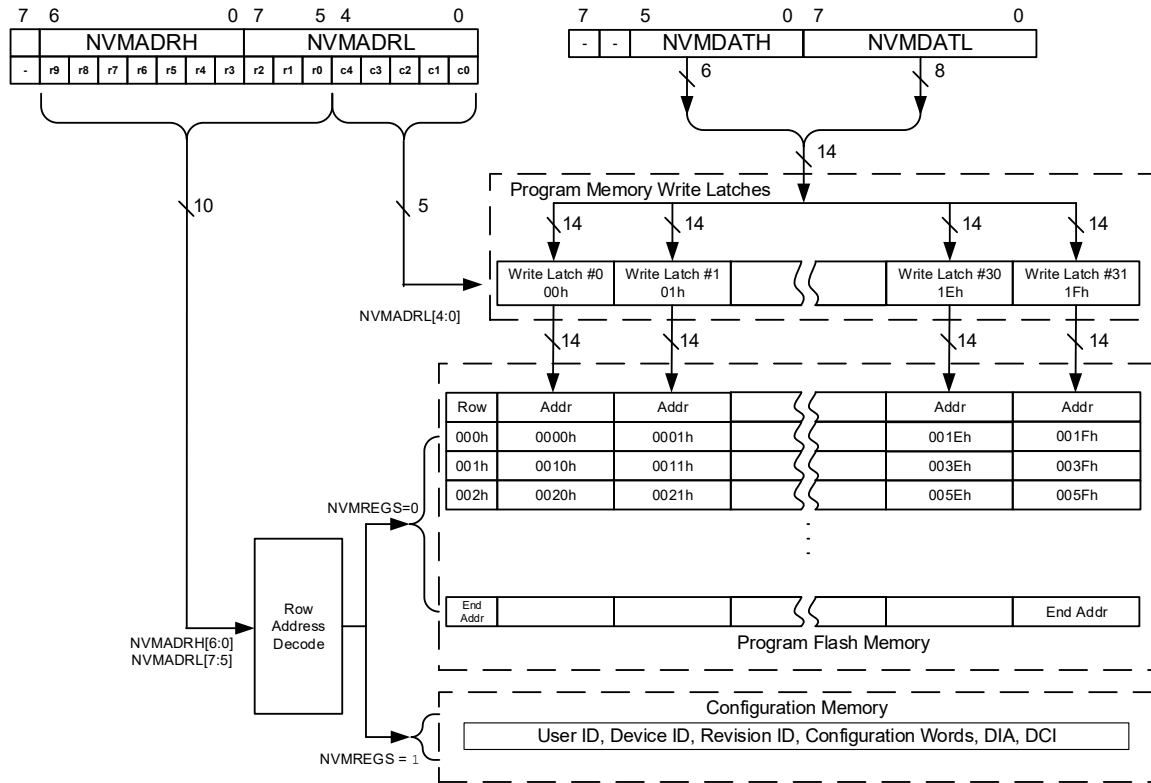 7 6 0 7 5 4 0
NVMADRH NVMADRL
- r9 r8 r7 r6 r5 r4 r3 r2 r1 r0 c4 c3 c2 c1 c0
7 5 0 7 0
- - NVMDATH NVMDATL
6 8
14
10 5
Program Memory Write Latches
14 14 14 14
Write Latch #0 Write Latch #1 Write Latch #30 Write Latch #31
00h 01h 1Eh 1Fh
NVMADRL[4:0]
14 14 14 14
Row Addr Addr Addr Addr
000h 0000h 0001h 001Eh 001Fh
001h 0010h 0011h 003Eh 003Fh
002h 0020h 0021h 005Eh 005Fh
NVMREGS=0
End
Addr
End Addr
Program Flash Memory
Row
Address
Decode
NVMADRH[6:0]
NVMADRL[7:5]
Configuration Memory
User ID, Device ID, Revision ID, Configuration Words, DIA, DCI
NVMREGS = 1